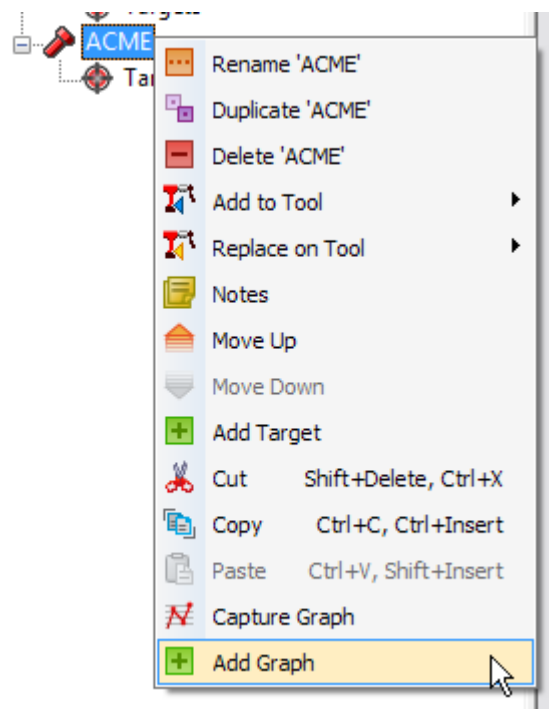 Targets
ACME
Rename 'ACME'
Duplicate 'ACME'
Delete 'ACME'
Add to Tool
Replace on Tool
Notes
Move Up
Move Down
Add Target
Cut Shift+Delete, Ctrl+X
Copy Ctrl+C, Ctrl+Insert
Paste Ctrl+V, Shift+Insert
Capture Graph
Add Graph